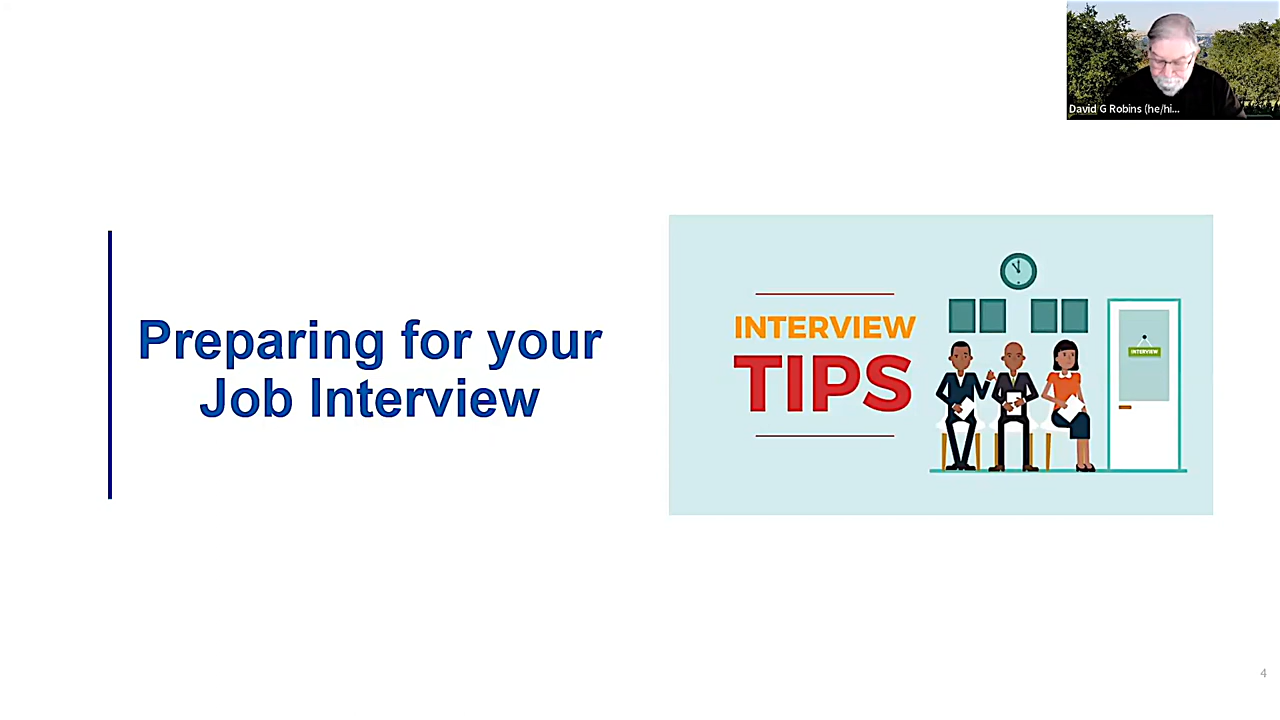 David G Robins (he/hi...
Preparing for your
Job Interview
INTERVIEW
TIPS
INTERVIEW
4